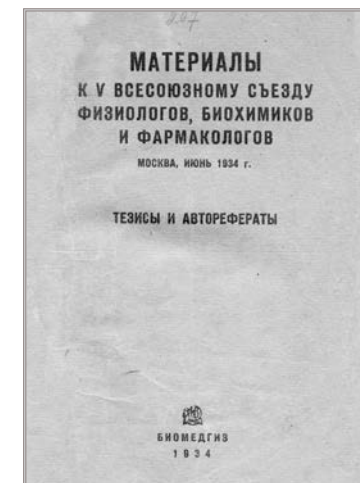 МАТЕРИАЛЫ
К V ВСЕСОЮЗНОМУ СЪЕЗДУ
ФИЗИОЛОГОВ, БИОХИМИКОВ
И ФАРМАКОЛОГОВ
МОСКВА, ИЮНЬ 1934 г.
ТЕЗИСЫ И АВТОРЕФЕРАТЫ
БИОМЕДГИЗ
1934